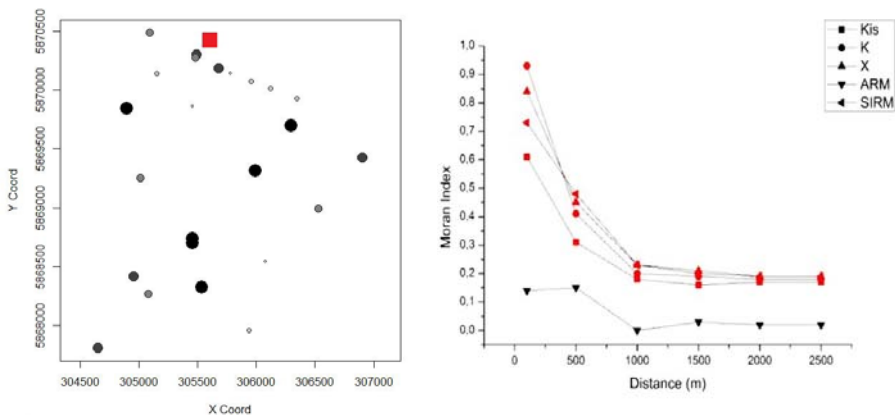 5870500
5870000
5869500
5869000
5868500
5868000
Y Coord
304500 305000 305500 306000 306500 307000
X Coord
Kis
K
X
ARM
SIRM
1,0
0,9
0,8
0,7
0,6
0,5
0,4
0,3
0,2
0,1
0,0
Moran Index
0 500 1000 1500 2000 2500
Distance (m)